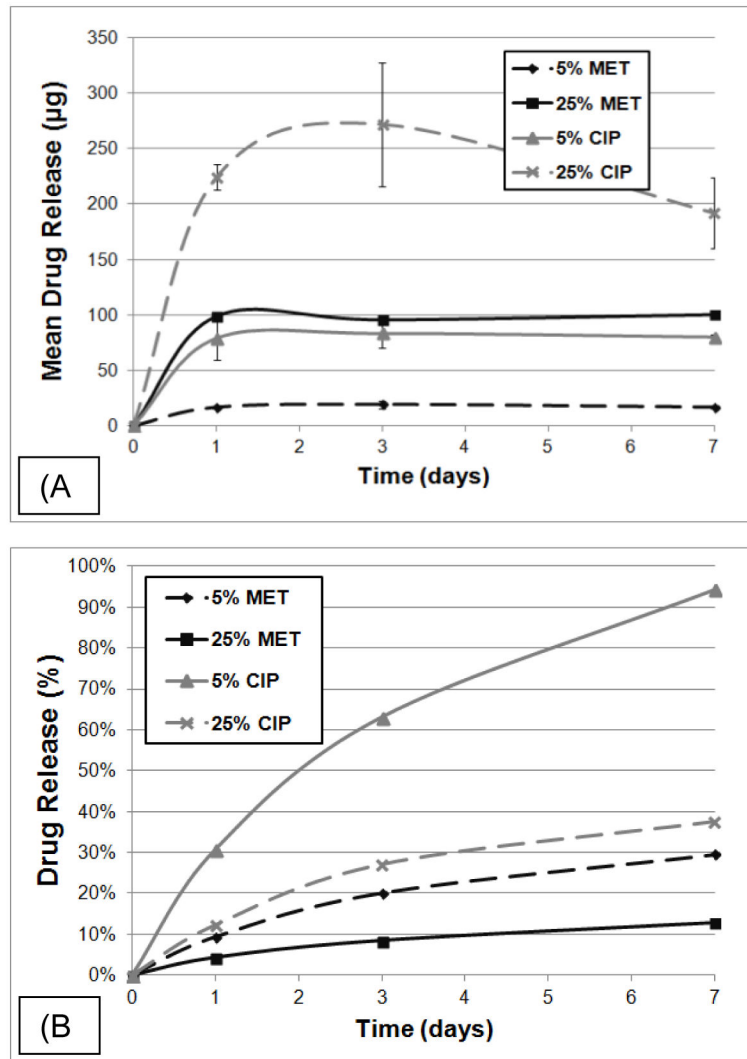 350
300
250
200
150
100
50
0
Mean Drug Release (µg)
5% MET
25% MET
5% CIP
25% CIP
0 1 2 3 4 5 6 7
Time (days)
(A
100%
90%
80%
70%
60%
50%
40%
30%
20%
10%
0%
Drug Release (%)
5% MET
25% MET
5% CIP
25% CIP
0 1 2 3 4 5 6 7
Time (days)
(B